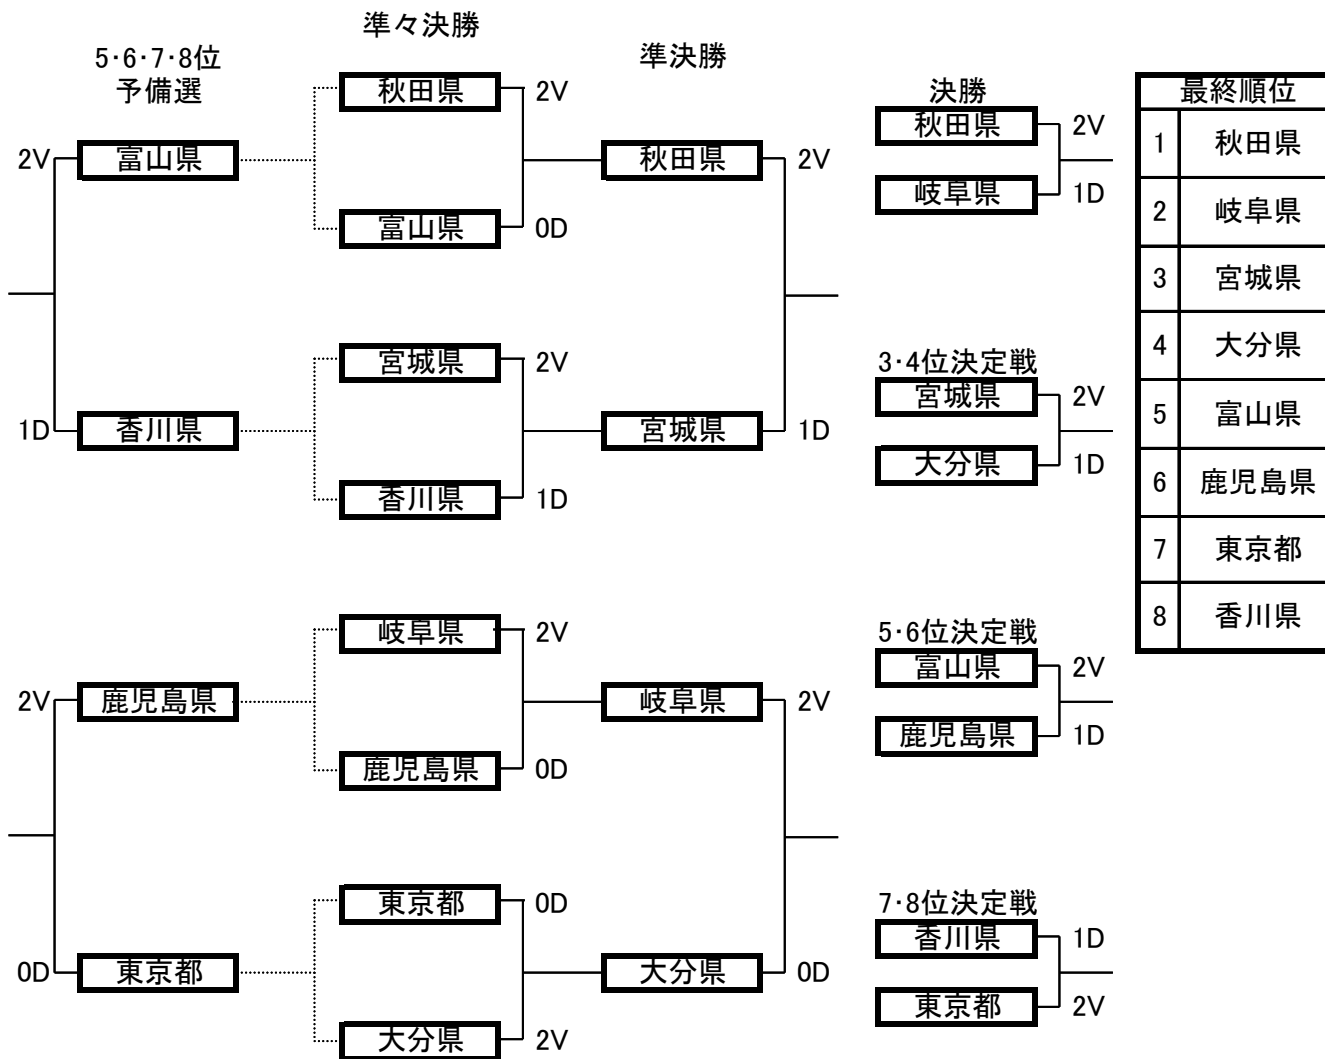 準々決勝
5・6・7・8位
予備選
準決勝
決勝
最終順位
秋田県 2V
秋田県 2V
1 秋田県
2V 富山県
秋田県 2V
岐阜県 1D
2 岐阜県
富山県 0D
3 宮城県
宮城県 2V
3・4位決定戦
4 大分県
宮城県 2V
1D 香川県
宮城県 1D
5 富山県
大分県 1D
香川県 1D
6 鹿児島県
7 東京都
8 香川県
岐阜県 2V
5・6位決定戦
富山県 2V
2V 鹿児島県
岐阜県 2V
鹿児島県 1D
鹿児島県 0D
東京都 0D
7・8位決定戦
香川県 1D
0D 東京都
大分県 0D
東京都 2V
大分県 2V